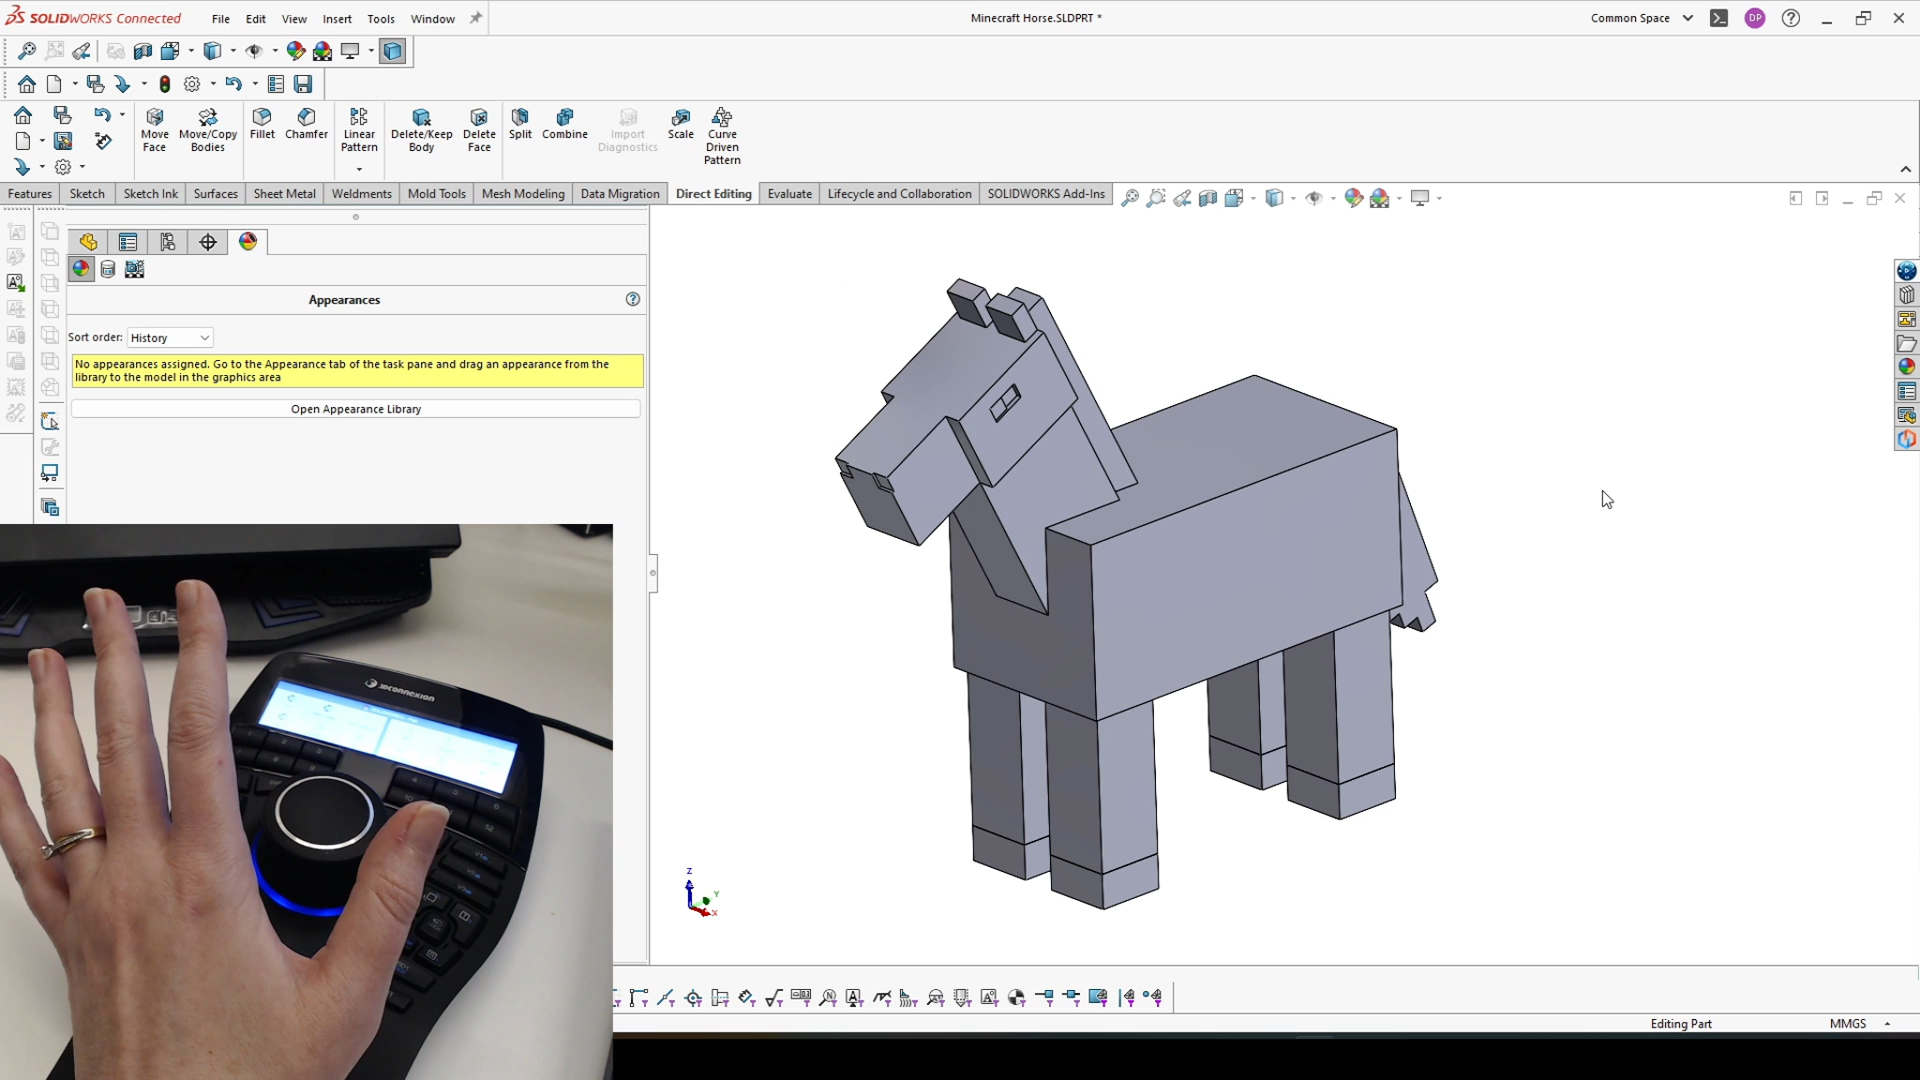 SOLIDWORKS Connected
File Edit View Insert Tools Window
Minecraft Horse.SLDPRT *
Common Space
DP
Move Face
Move/Copy Bodies
Fillet
Chamfer
Linear Pattern
Delete/Keep Body
Delete Face
Split
Combine
Import Diagnostics
Scale
Curve Driven Pattern
Features Sketch Sketch Ink Surfaces Sheet Metal Weldments Mold Tools Mesh Modeling Data Migration Direct Editing Evaluate Lifecycle and Collaboration SOLIDWORKS Add-Ins
Appearances
Sort order: History
No appearances assigned. Go to the Appearance tab of the task pane and drag an appearance from the
library to the model in the graphics area
Open Appearance Library
3Dconnexion
Z
Y
X
Editing Part
MMGS